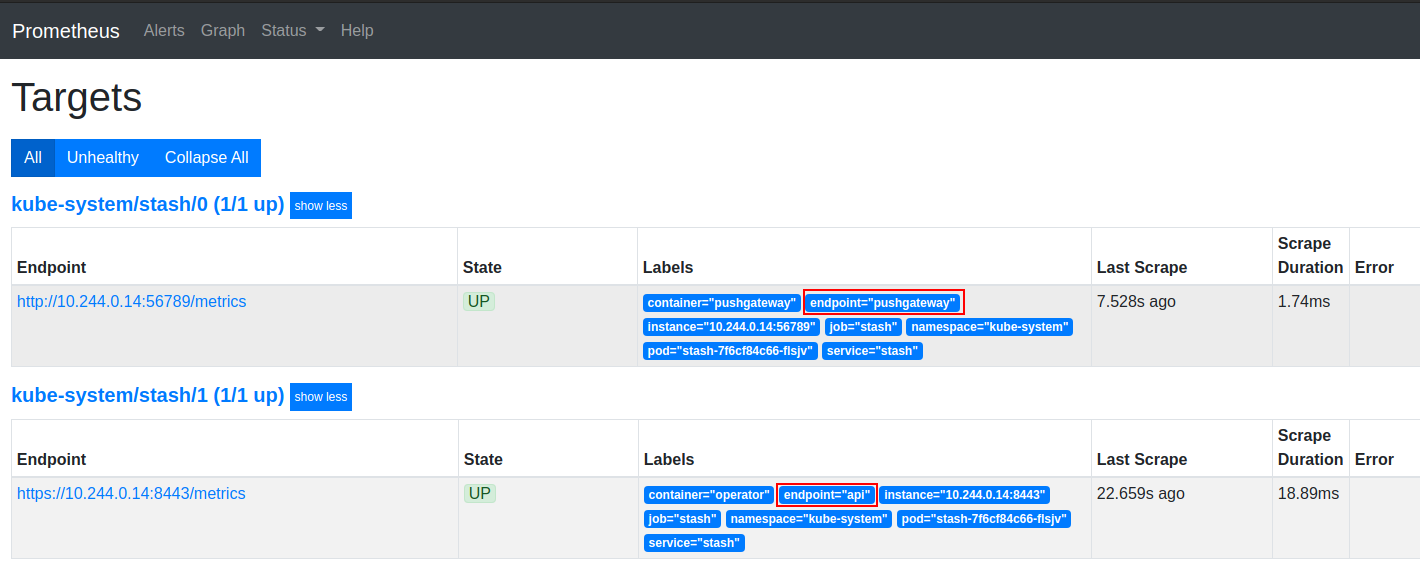 Prometheus Alerts Graph Status Help
Targets
All Unhealthy Collapse All
kube-system/stash/0 (1/1 up) show less
Endpoint State Labels Last Scrape Scrape Duration Error
http://10.244.0.14:56789/metrics UP container="pushgateway" endpoint="pushgateway" 7.528s ago 1.74ms
instance="10.244.0.14:56789" job="stash" namespace="kube-system"
pod="stash-7f6cf84c66-flsjv" service="stash"
kube-system/stash/1 (1/1 up) show less
Endpoint State Labels Last Scrape Scrape Duration Error
https://10.244.0.14:8443/metrics UP container="operator" endpoint="api" instance="10.244.0.14:8443" 22.659s ago 18.89ms
job="stash" namespace="kube-system" pod="stash-7f6cf84c66-flsjv"
service="stash"